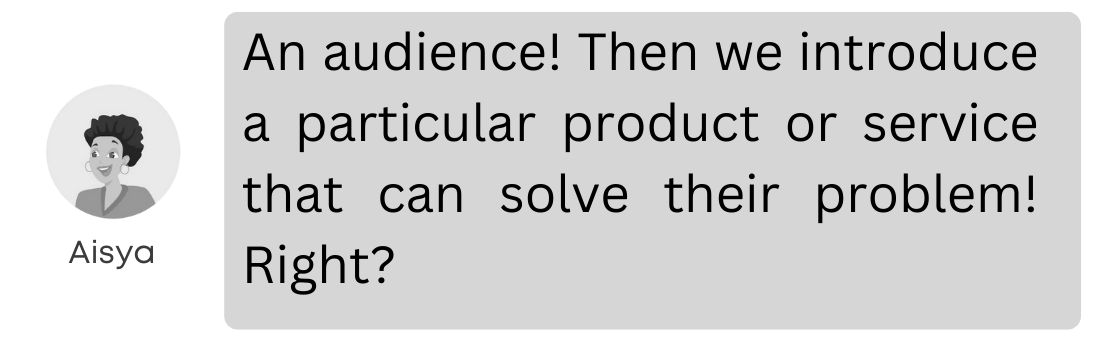 An audience! Then we introduce
a particular product or service
that can solve their problem!
Right?
Aisya